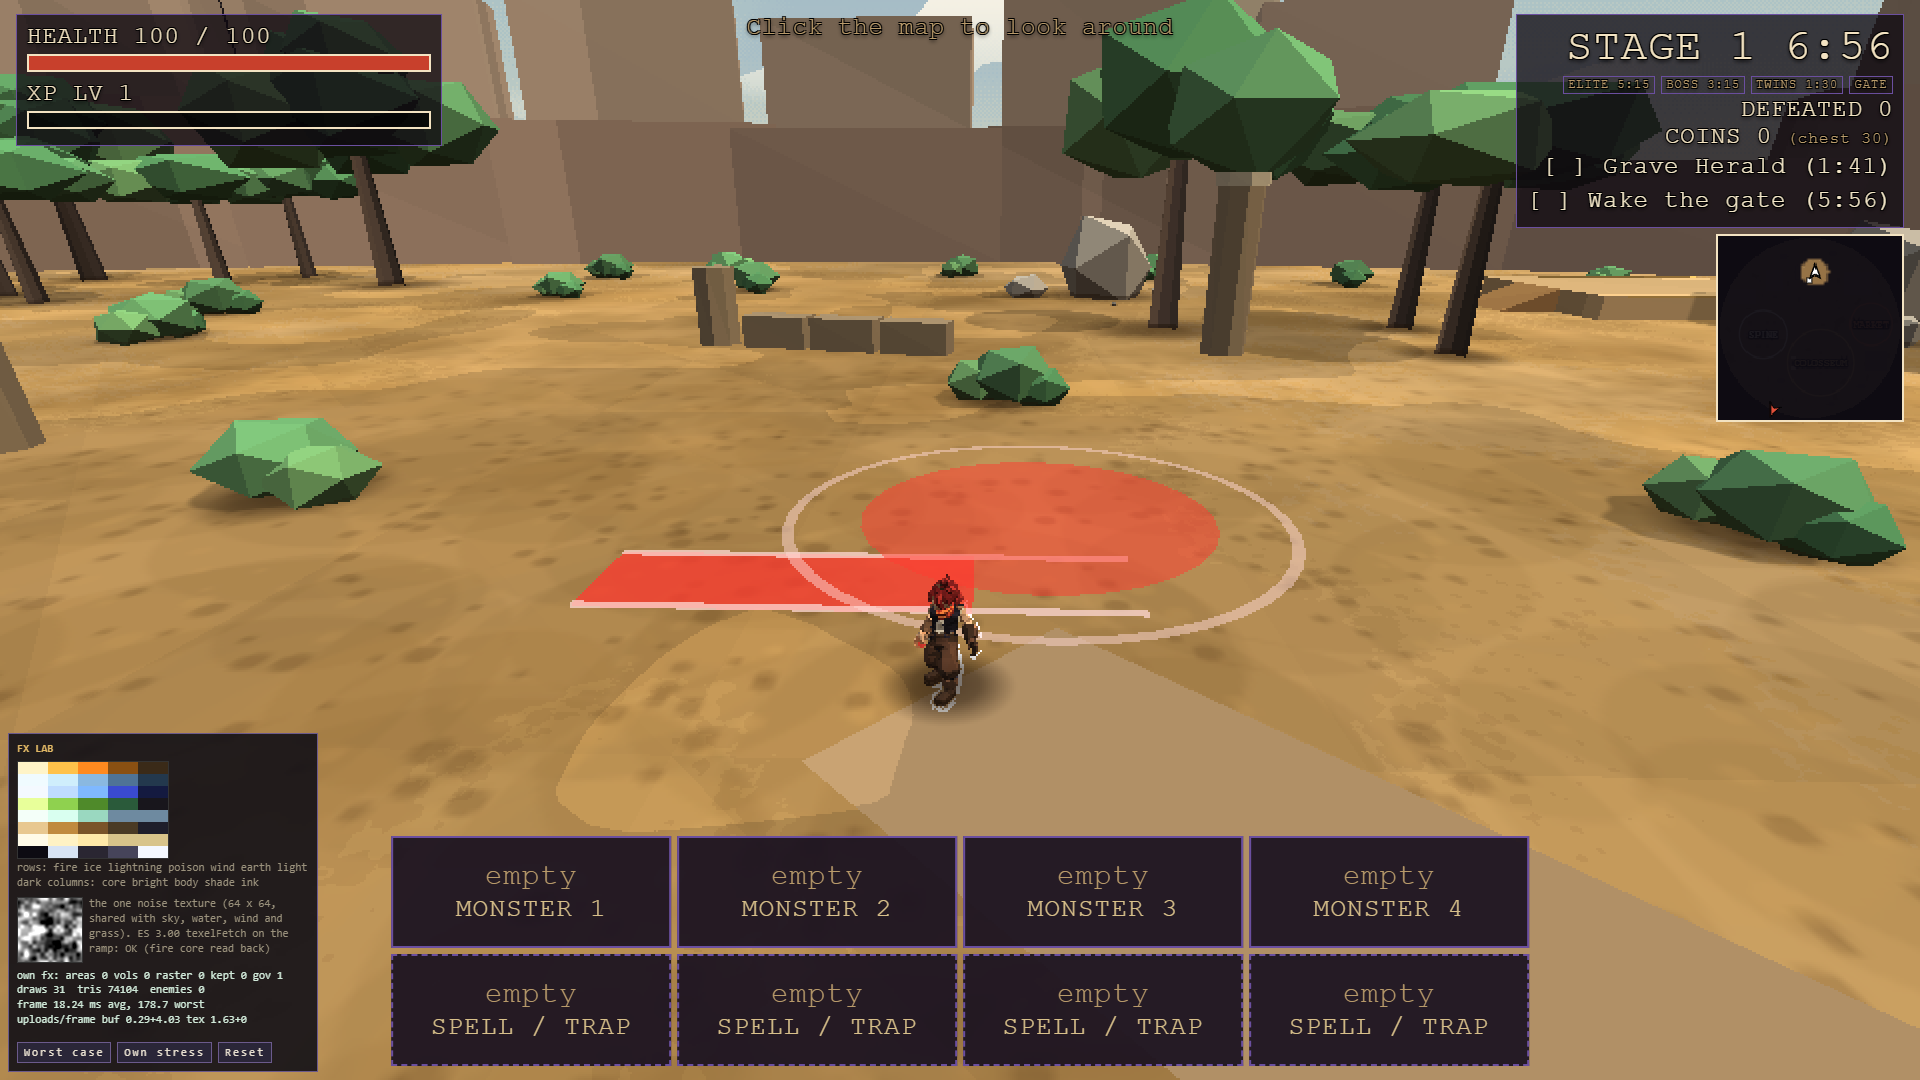 HEALTH 100 / 100
XP LV 1
Click the map to look around
STAGE 1 6:56
ELITE 5:15 BOSS 3:15 TWINS 1:30 GATE
DEFEATED 0
COINS 0 (chest 30)
[ ] Grave Herald (1:41)
[ ] Wake the gate (5:56)
FX LAB
rows: fire ice lightning poison wind earth light
dark columns: core bright body shade ink
the one noise texture (64 x 64,
shared with sky, water, wind and
grass). ES 3.00 texelFetch on the
ramp: OK (fire core read back)
own fx: areas 0 vols 0 raster 0 kept 0 gov 1
draws 31 tris 74104 enemies 0
frame 18.24 ms avg, 178.7 worst
uploads/frame buf 0.29+4.03 tex 1.63+0
Worst case Own stress Reset
empty empty empty empty
MONSTER 1 MONSTER 2 MONSTER 3 MONSTER 4
empty empty empty empty
SPELL / TRAP SPELL / TRAP SPELL / TRAP SPELL / TRAP